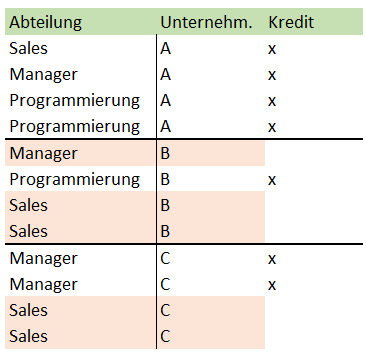 Abteilung Unternehm. Kredit
Sales A x
Manager A x
Programmierung A x
Programmierung A x
Manager B
Programmierung B x
Sales B
Sales B
Manager C x
Manager C x
Sales C
Sales C